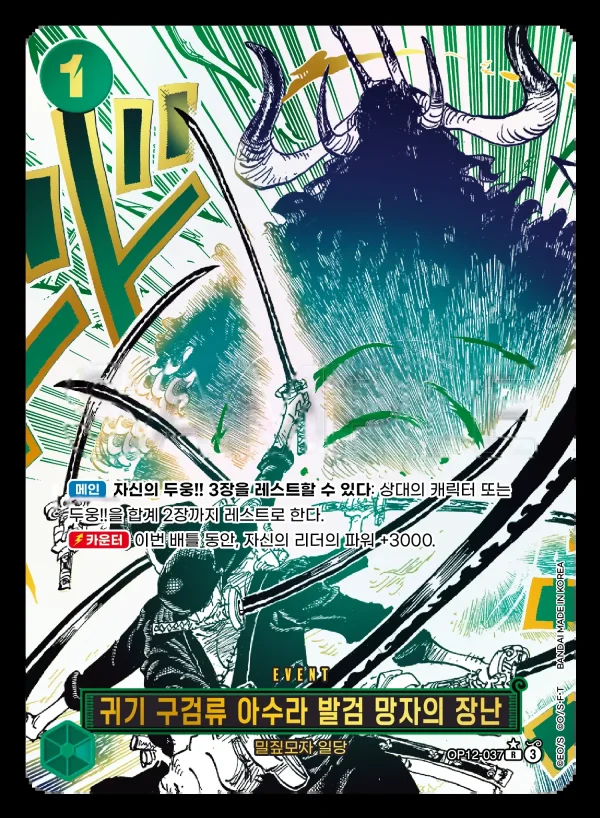 1
메인 자신의 두웅!! 3장을 레스트할 수 있다: 상대의 캐릭터 또는
두웅!!을 합계 2장까지 레스트로 한다.
카운터 이번 배틀 동안, 자신의 리더의 파워 +3000.
EVENT
귀기 구검류 아수라 발검 망자의 장난
밀짚모자 일당
OP12-037 R 3
©EO/S ©O/S·F·T BANDAI MADE IN KOREA